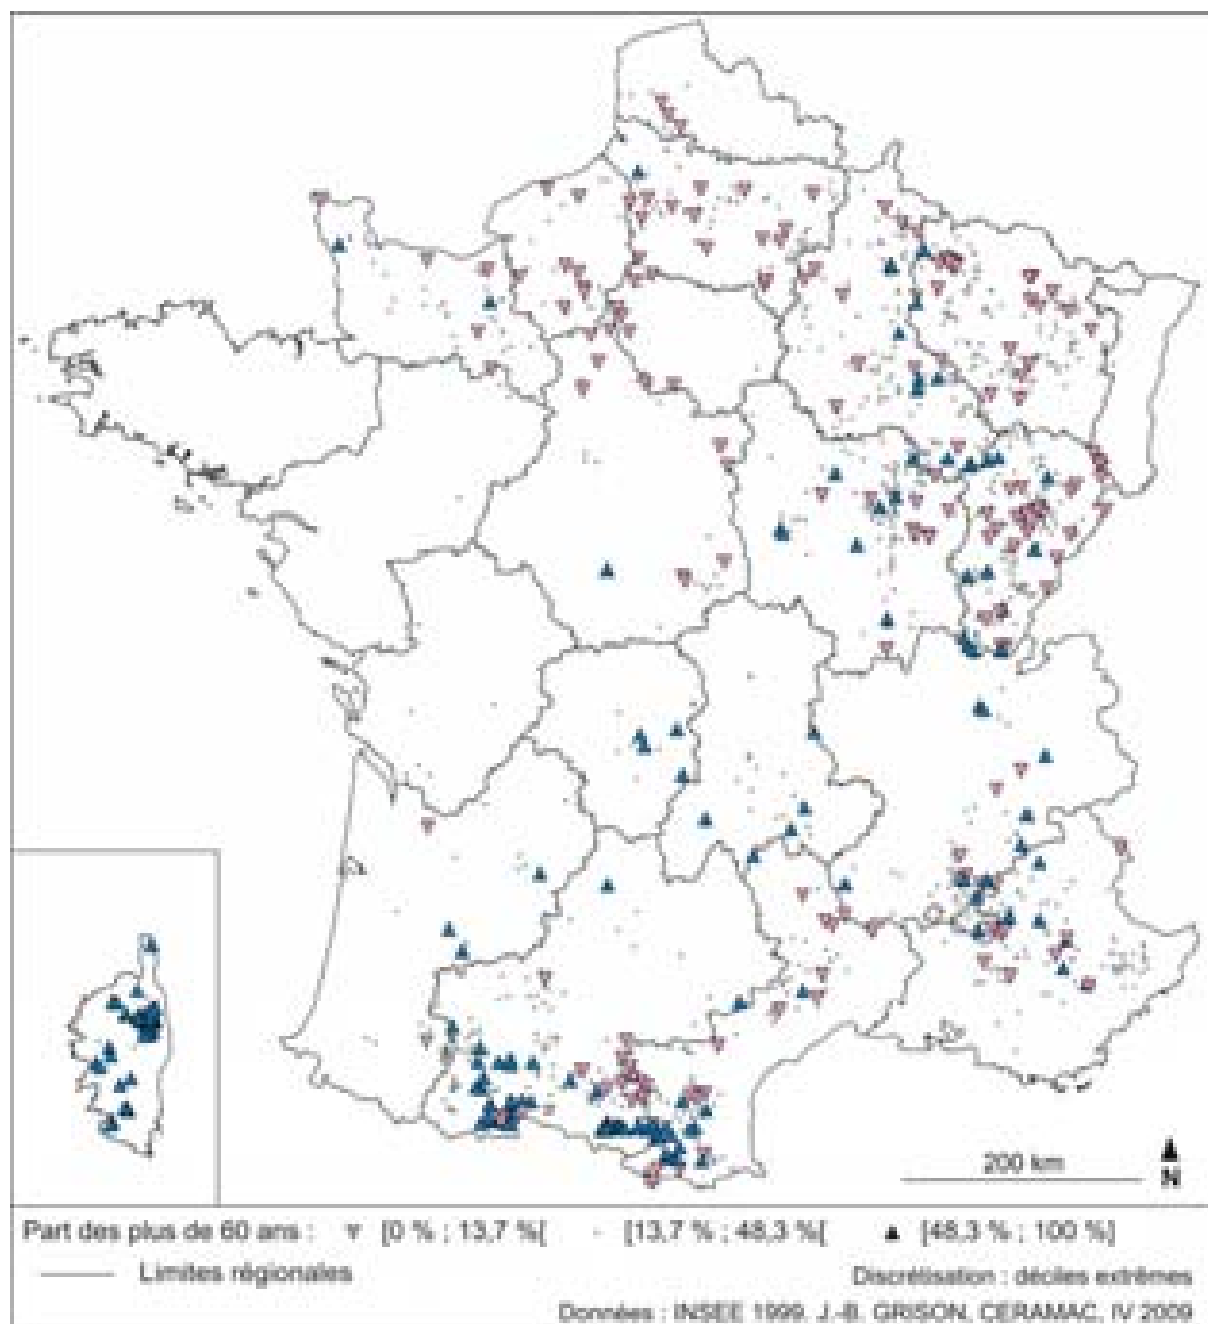 200 km
N
Part des plus de 60 ans : [0 % ; 13,7 %[ [13,7 % ; 48,3 %[ [48,3 % ; 100 %]
Limites régionales
Discrétisation : déciles extrêmes
Données : INSEE 1999. J.-B. GRISON, CERAMAC, IV 2009